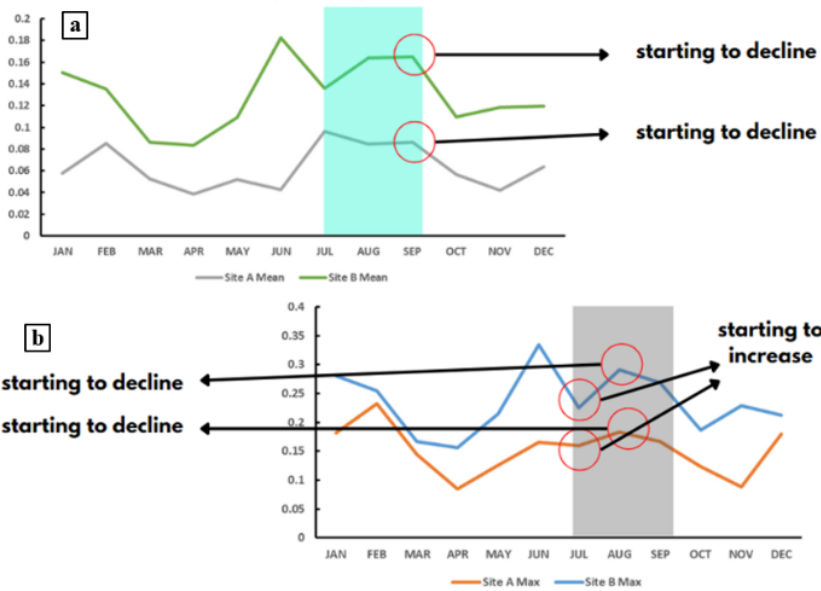 a
0.2
0.18
0.16
0.14
0.12
0.1
0.08
0.06
0.04
0.02
0
starting to decline
starting to decline
JAN FEB MAR APR MAY JUN JUL AUG SEP OCT NOV DEC
Site A Mean Site B Mean
b
0.4
0.35
0.3
0.25
0.2
0.15
0.1
0.05
0
starting to
increase
starting to decline
starting to decline
JAN FEB MAR APR MAY JUN JUL AUG SEP OCT NOV DEC
Site A Max Site B Max